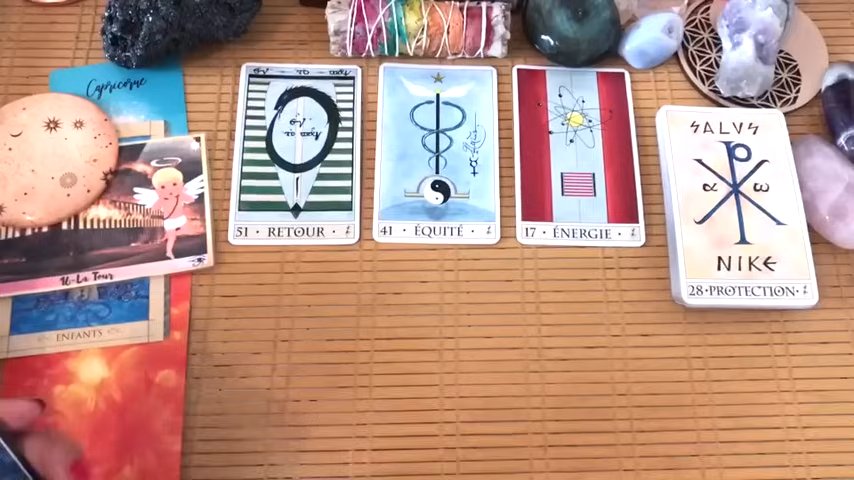 Capricorne
16-La Tour
ENFANTS
51 · RETOUR ·
41 · ÉQUITÉ ·
17 · ÉNERGIE ·
SALVS
α ω
NIKE
28 · PROTECTION ·